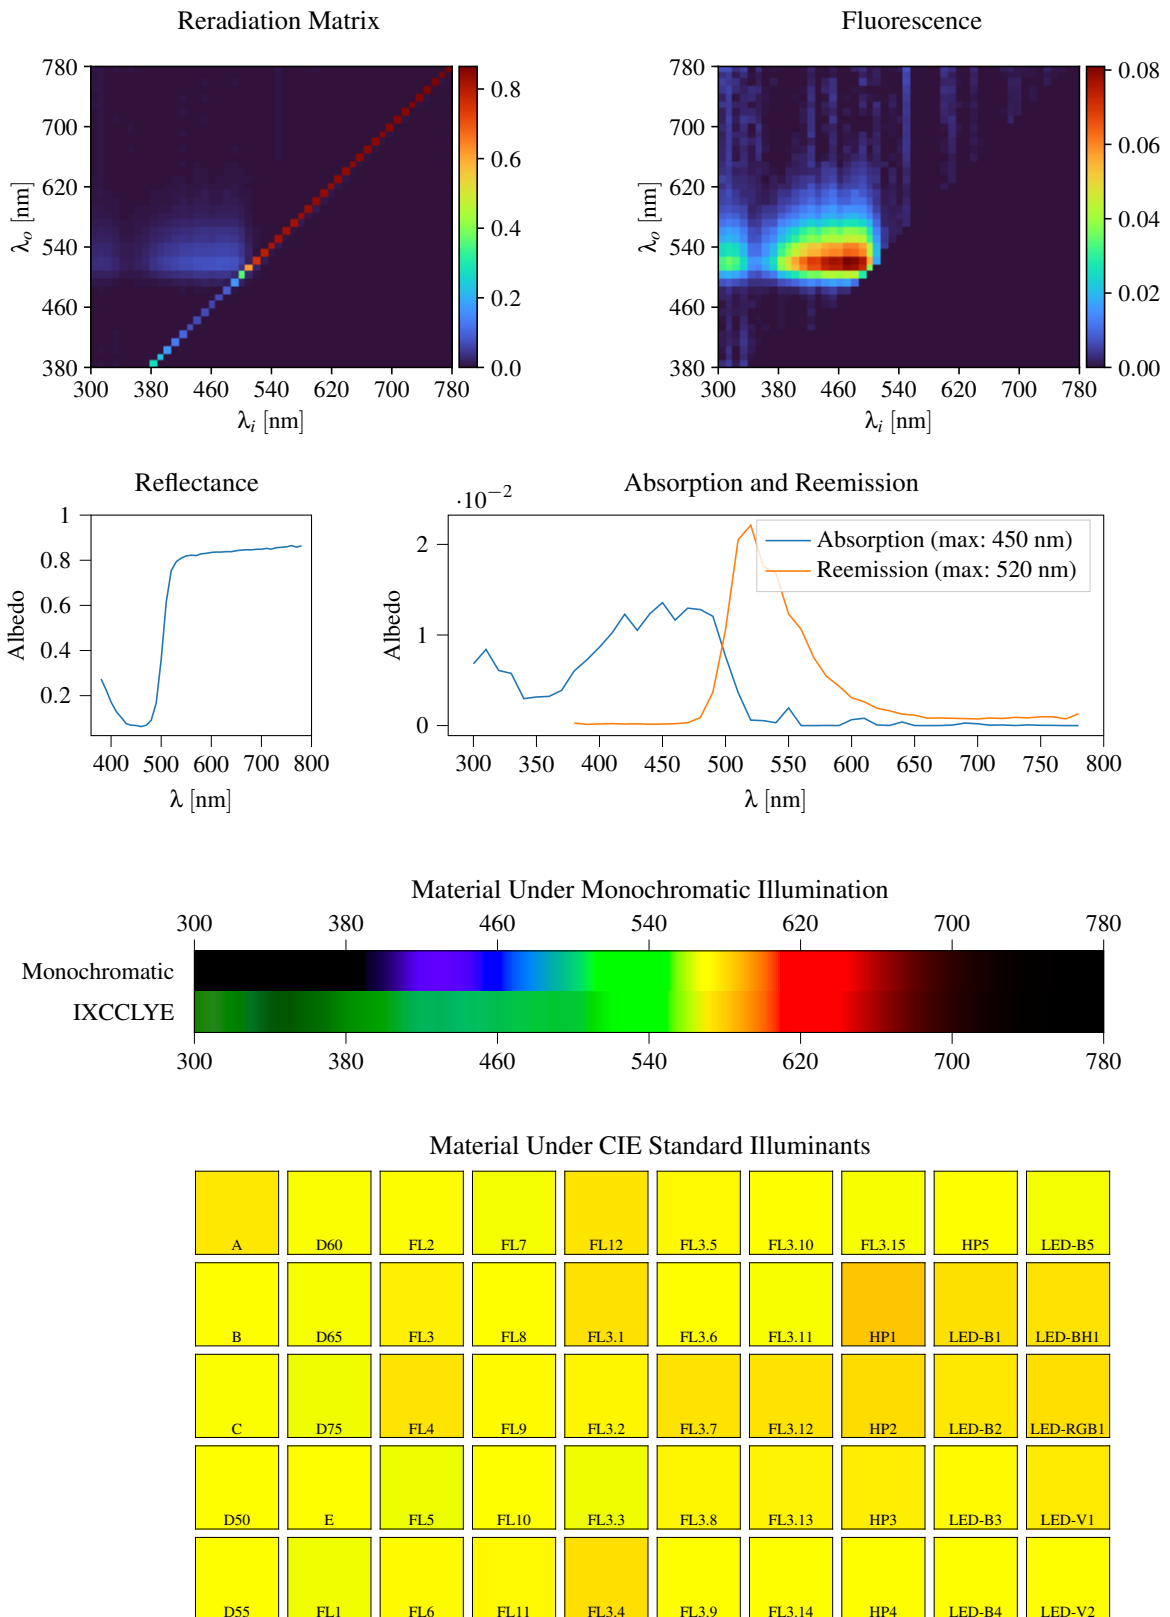 Reradiation Matrix
Fluorescence
780
700
620
540
460
380
λo [nm]
300 380 460 540 620 700 780
λi [nm]
0.8
0.6
0.4
0.2
0.0
780
700
620
540
460
380
λo [nm]
300 380 460 540 620 700 780
λi [nm]
0.08
0.06
0.04
0.02
0.00
Reflectance
1
0.8
0.6
0.4
0.2
Albedo
400 500 600 700 800
λ [nm]
Absorption and Reemission
·10−2
2
1
0
Albedo
Absorption (max: 450 nm)
Reemission (max: 520 nm)
300 350 400 450 500 550 600 650 700 750 800
λ [nm]
Material Under Monochromatic Illumination
300 380 460 540 620 700 780
Monochromatic
IXCCLYE
300 380 460 540 620 700 780
Material Under CIE Standard Illuminants
A D60 FL2 FL7 FL12 FL3.5 FL3.10 FL3.15 HP5 LED-B5
B D65 FL3 FL8 FL3.1 FL3.6 FL3.11 HP1 LED-B1 LED-BH1
C D75 FL4 FL9 FL3.2 FL3.7 FL3.12 HP2 LED-B2 LED-RGB1
D50 E FL5 FL10 FL3.3 FL3.8 FL3.13 HP3 LED-B3 LED-V1
D55 FL1 FL6 FL11 FL3.4 FL3.9 FL3.14 HP4 LED-B4 LED-V2